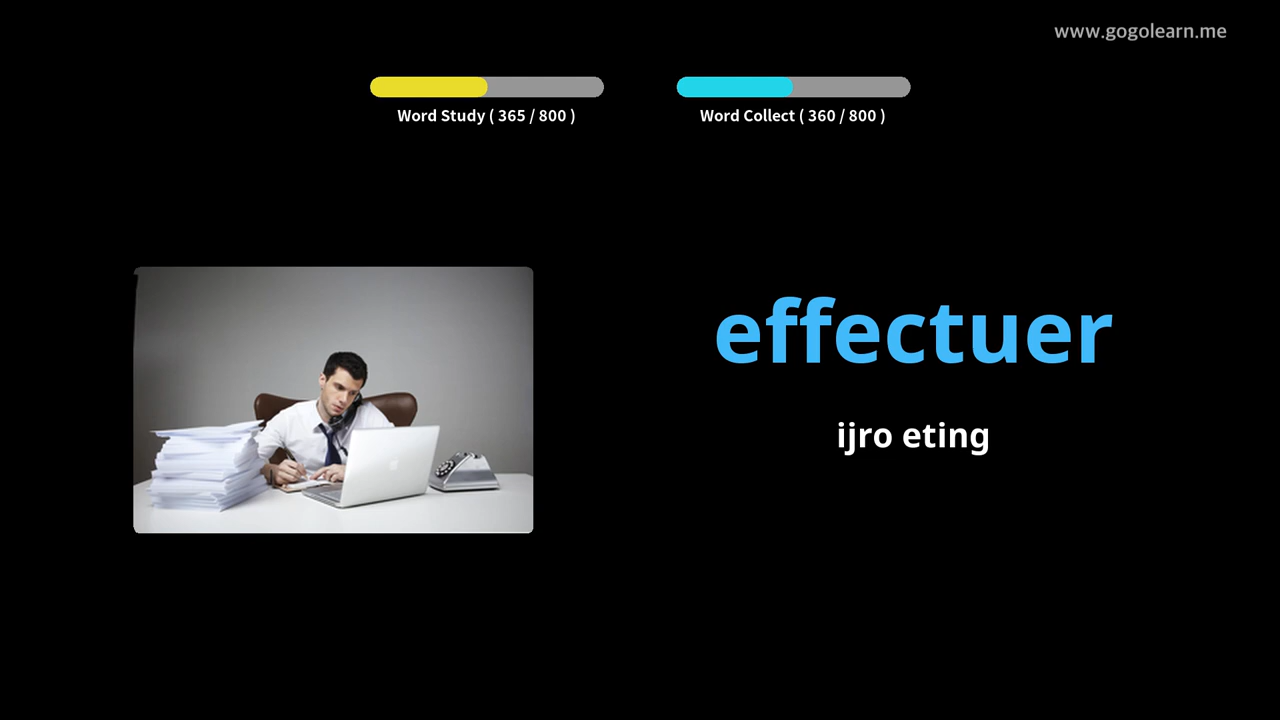 www.gogolearn.me
Word Study ( 365 / 800 )
Word Collect ( 360 / 800 )
effectuer
ijro eting